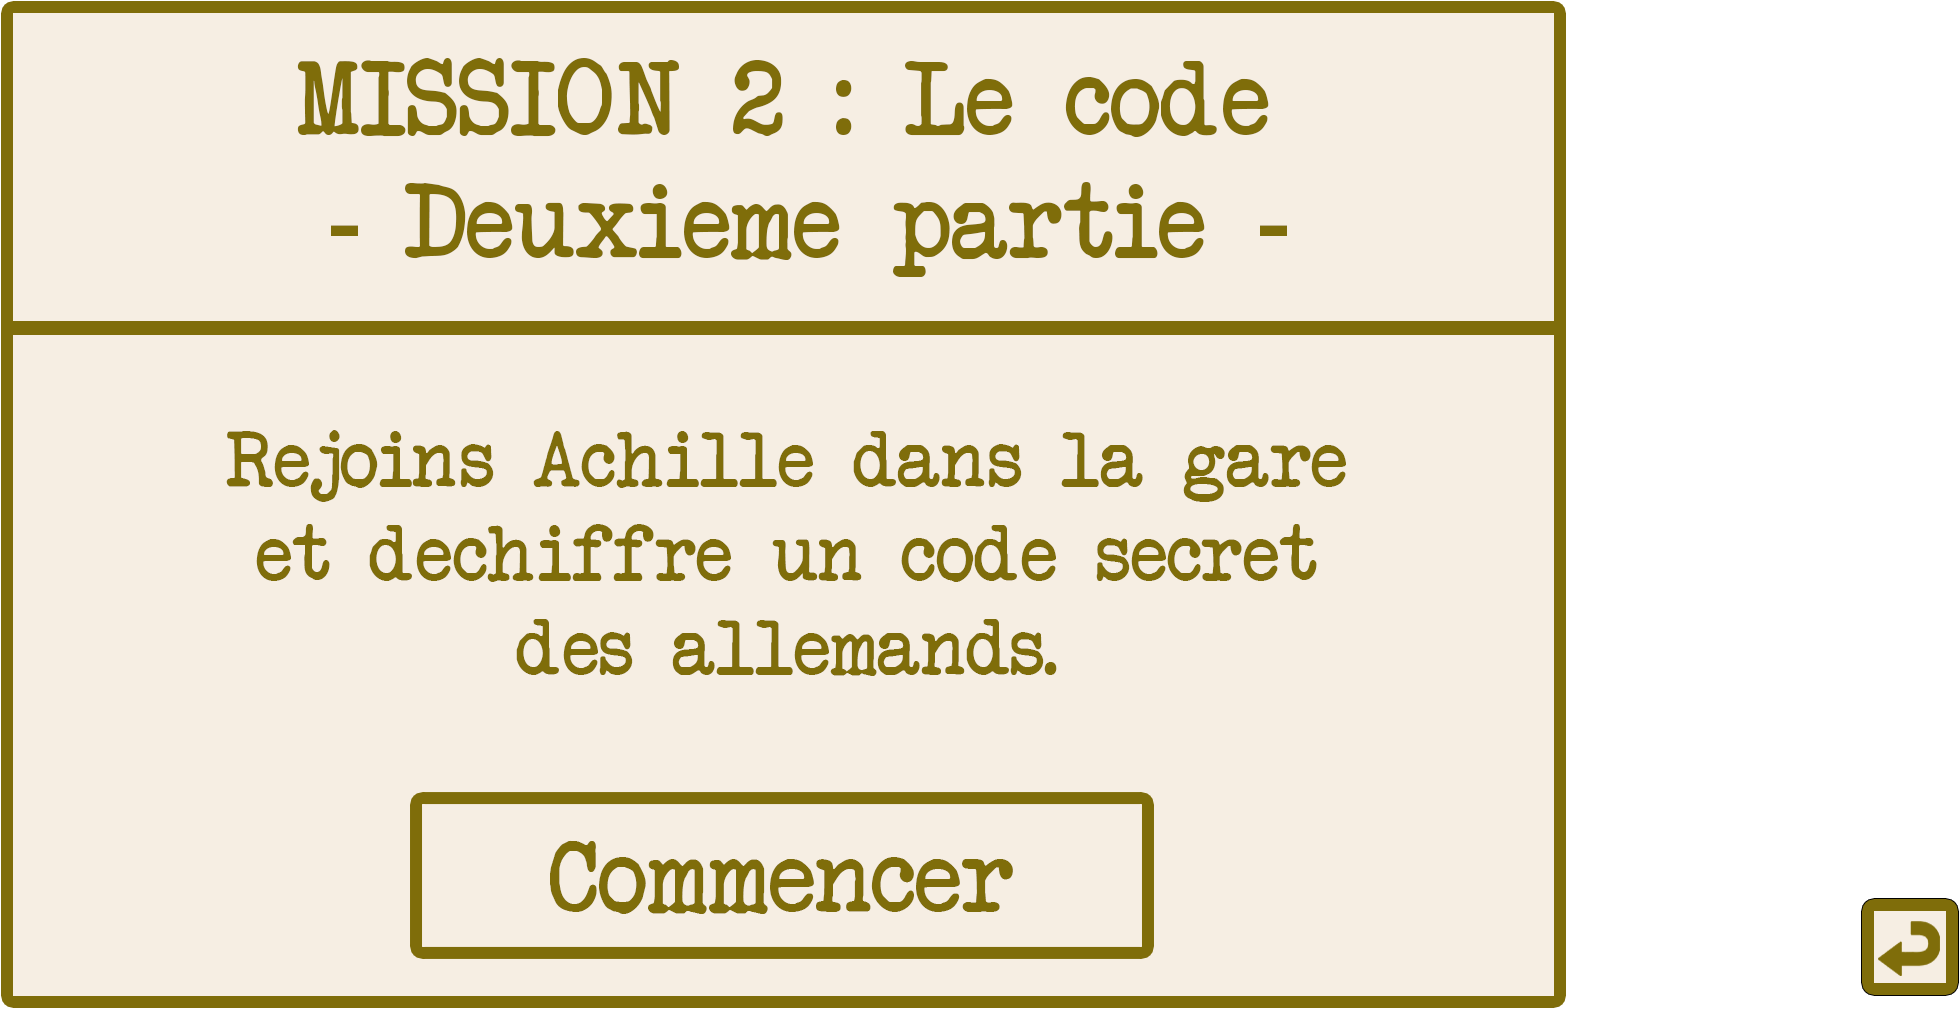 MISSION 2 : Le code
- Deuxieme partie -
Rejoins Achille dans la gare
et dechiffre un code secret
des allemands.
Commencer